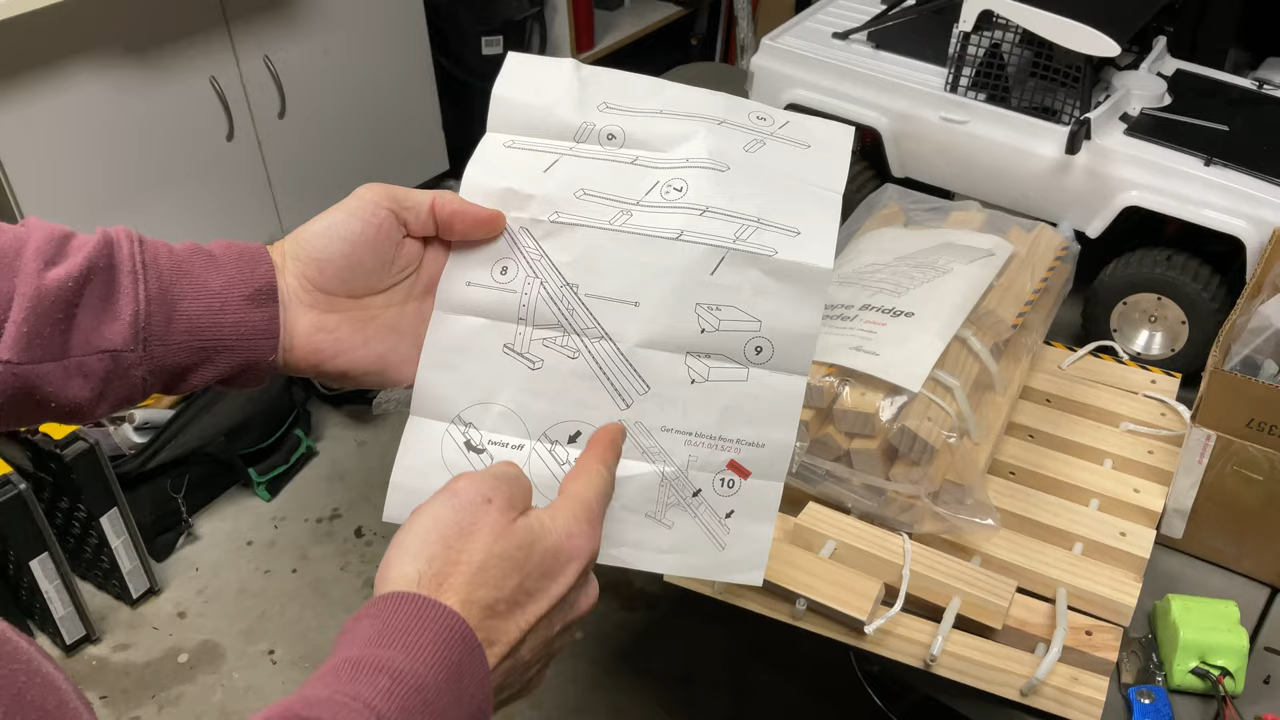 5
6
7
8
9
twist off
Get more blocks from RCrabbit
(0.6/1.0/1.5/2.0)
10
ope Bridge
odel
357